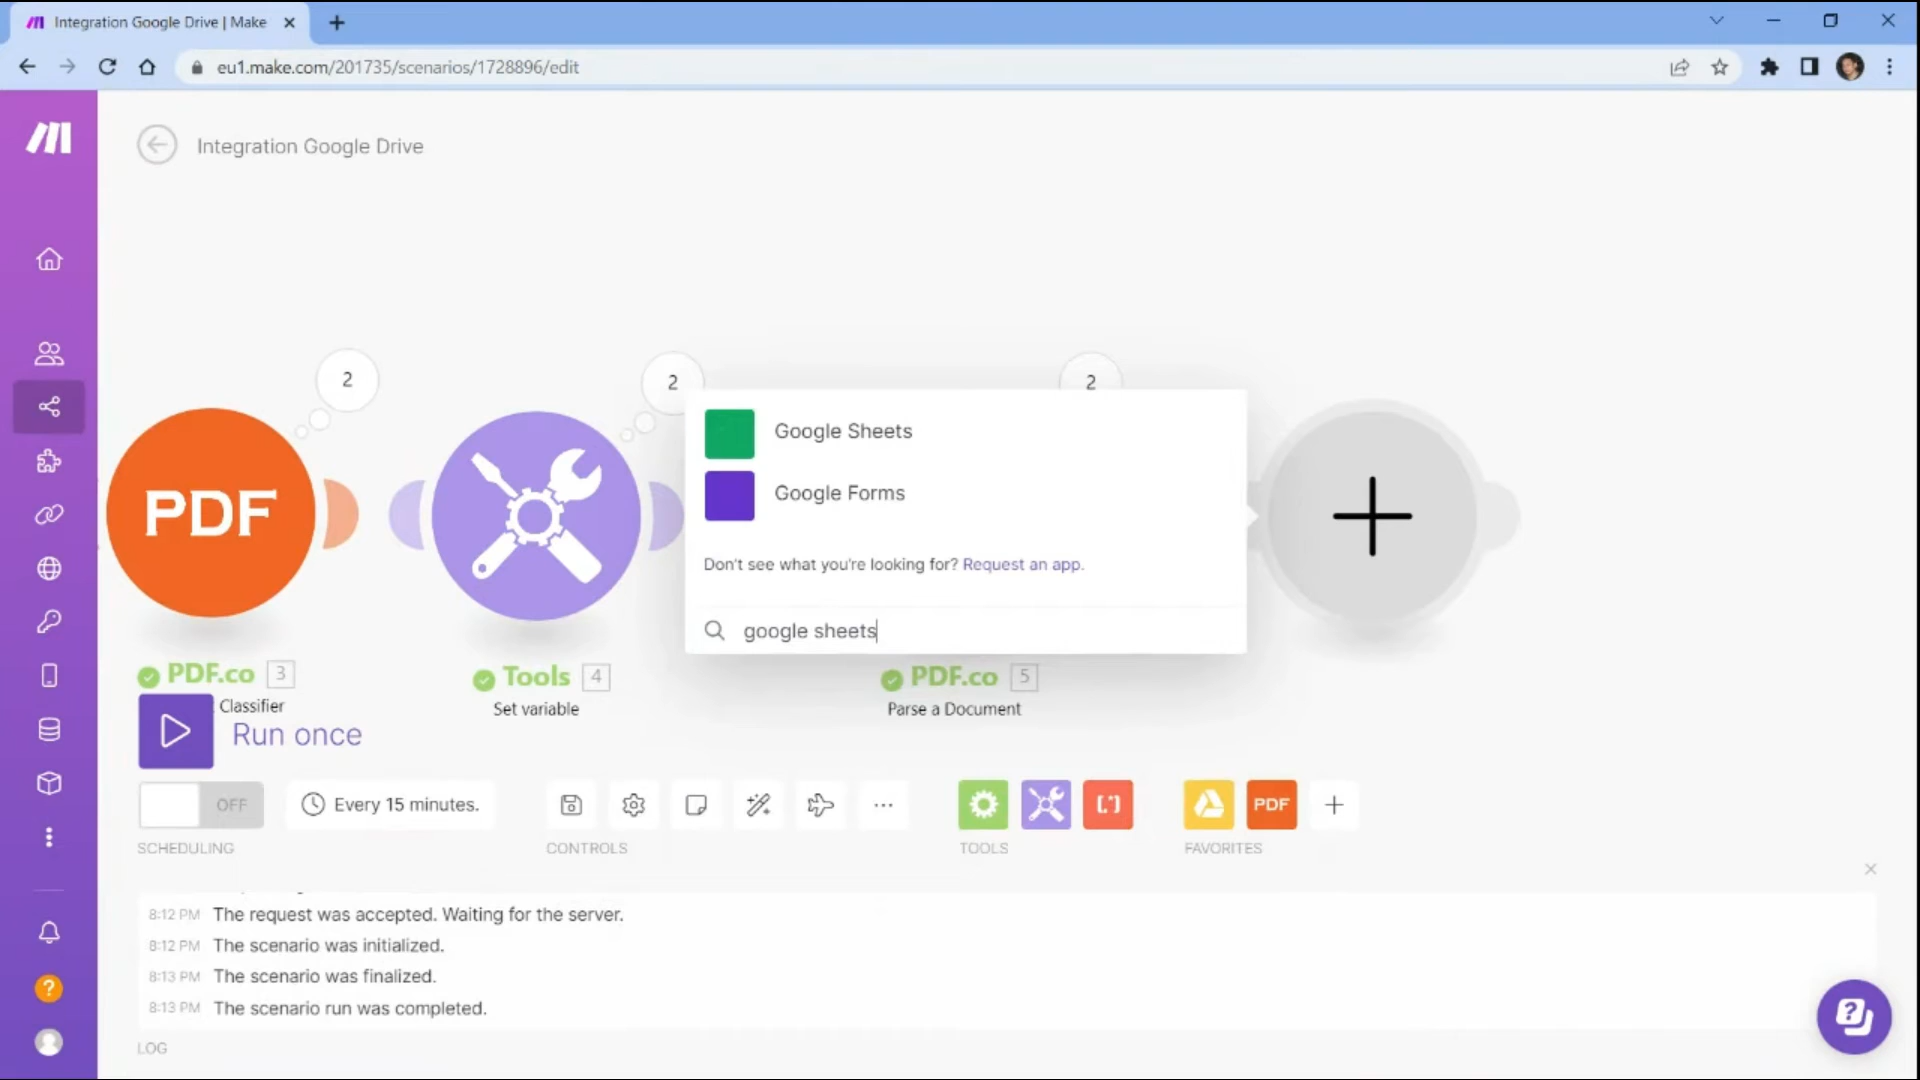 Integration Google Drive | Make
eu1.make.com/201735/scenarios/1728896/edit
Integration Google Drive
2
2
2
Google Sheets
Google Forms
Don't see what you're looking for? Request an app.
google sheets
PDF
PDF.co 3
Classifier
Tools 4
Set variable
PDF.co 5
Parse a Document
Run once
OFF
Every 15 minutes.
PDF
SCHEDULING
CONTROLS
TOOLS
FAVORITES
8:12 PM The request was accepted. Waiting for the server.
8:12 PM The scenario was initialized.
8:13 PM The scenario was finalized.
8:13 PM The scenario run was completed.
LOG